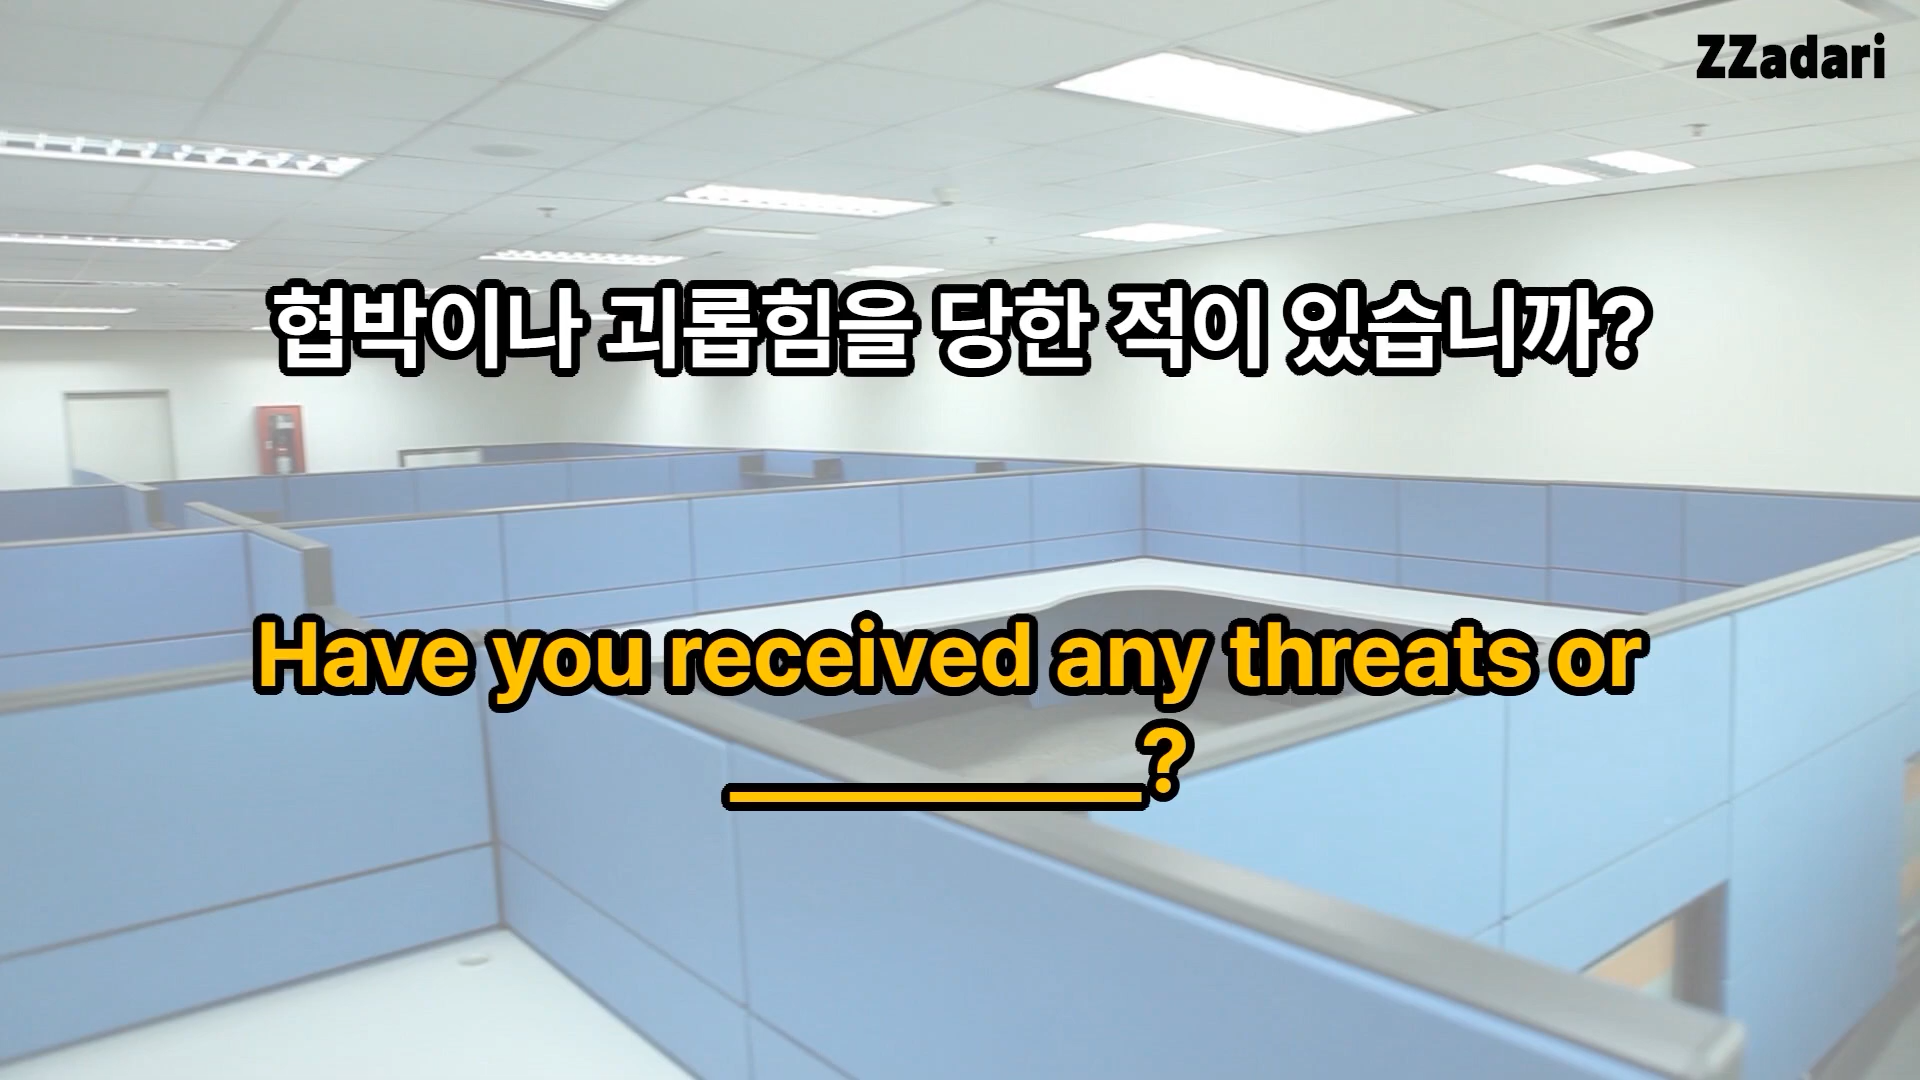 ZZadari
협박이나 괴롭힘을 당한 적이 있습니까?
Have you received any threats or
__________?